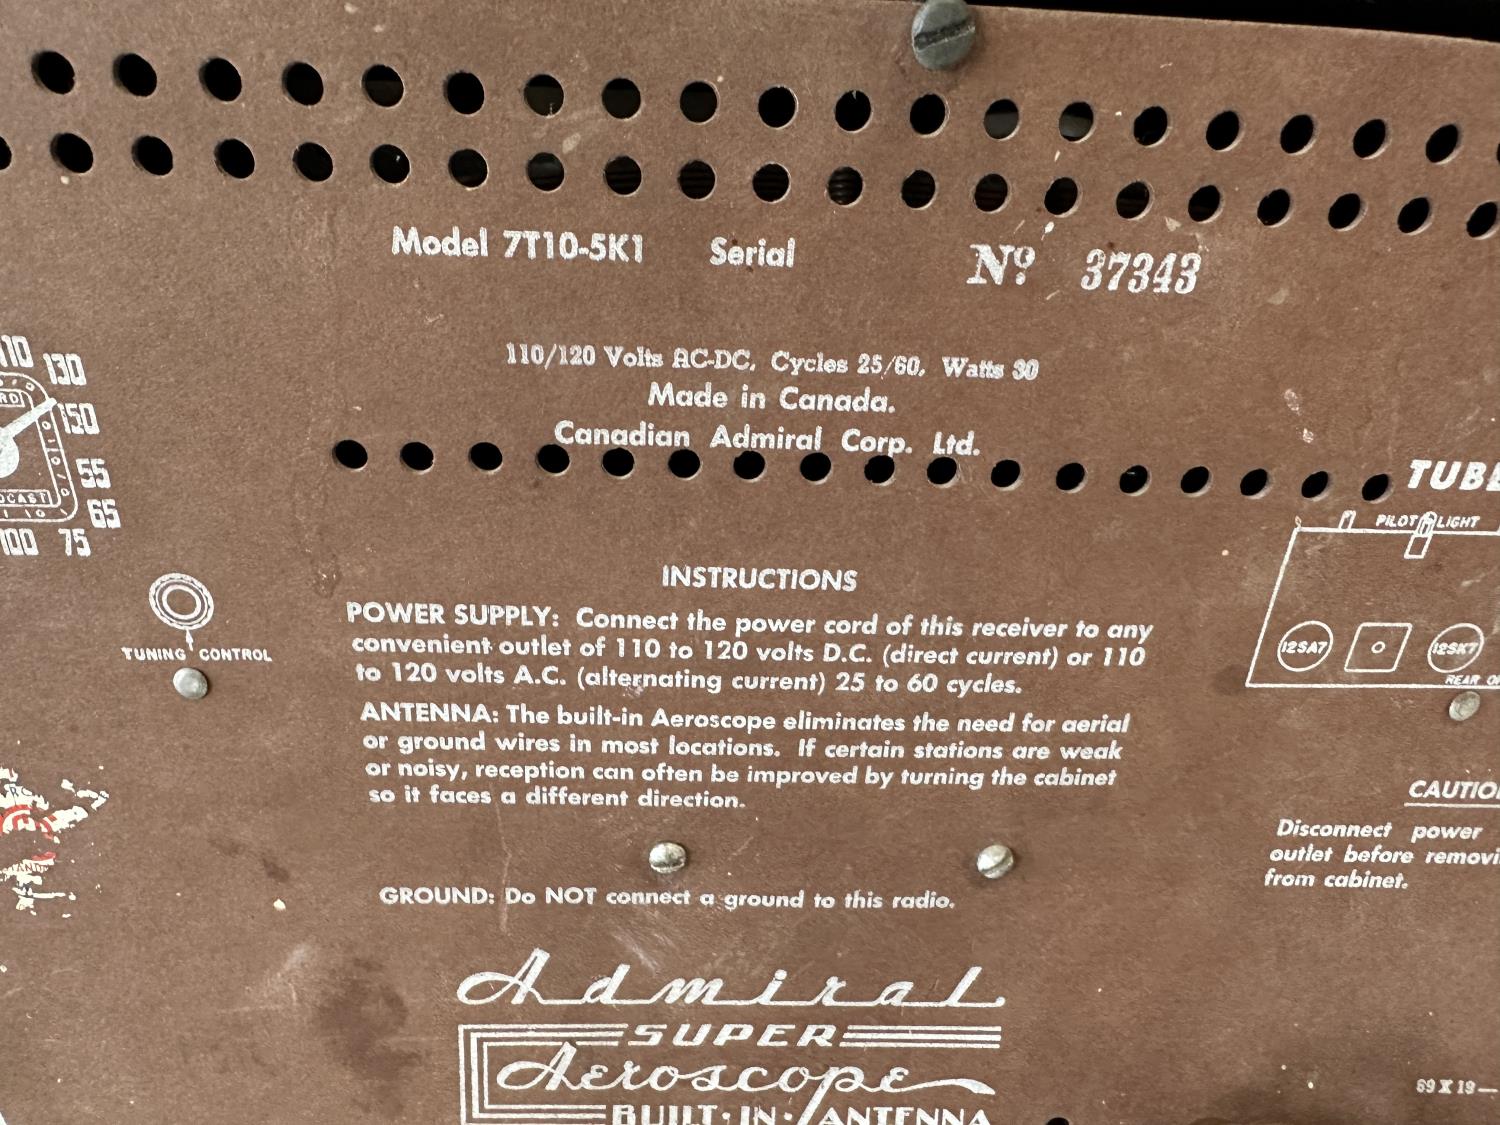 Model 7T10-5K1 Serial Nº 37343
110/120 Volts AC-DC, Cycles 25/60, Watts 30
Made in Canada.
Canadian Admiral Corp. Ltd.
110
130
150
55
65
75
100
TUNING CONTROL
INSTRUCTIONS
POWER SUPPLY: Connect the power cord of this receiver to any
convenient outlet of 110 to 120 volts D.C. (direct current) or 110
to 120 volts A.C. (alternating current) 25 to 60 cycles.
ANTENNA: The built-in Aeroscope eliminates the need for aerial
or ground wires in most locations. If certain stations are weak
or noisy, reception can often be improved by turning the cabinet
so it faces a different direction.
GROUND: Do NOT connect a ground to this radio.
Admiral
SUPER
Aeroscope
BUILT-IN-ANTENNA
TUBE
PILOT LIGHT
12SA7
12SK7
REAR OF
CAUTIO
Disconnect power
outlet before removi
from cabinet.
69X19—